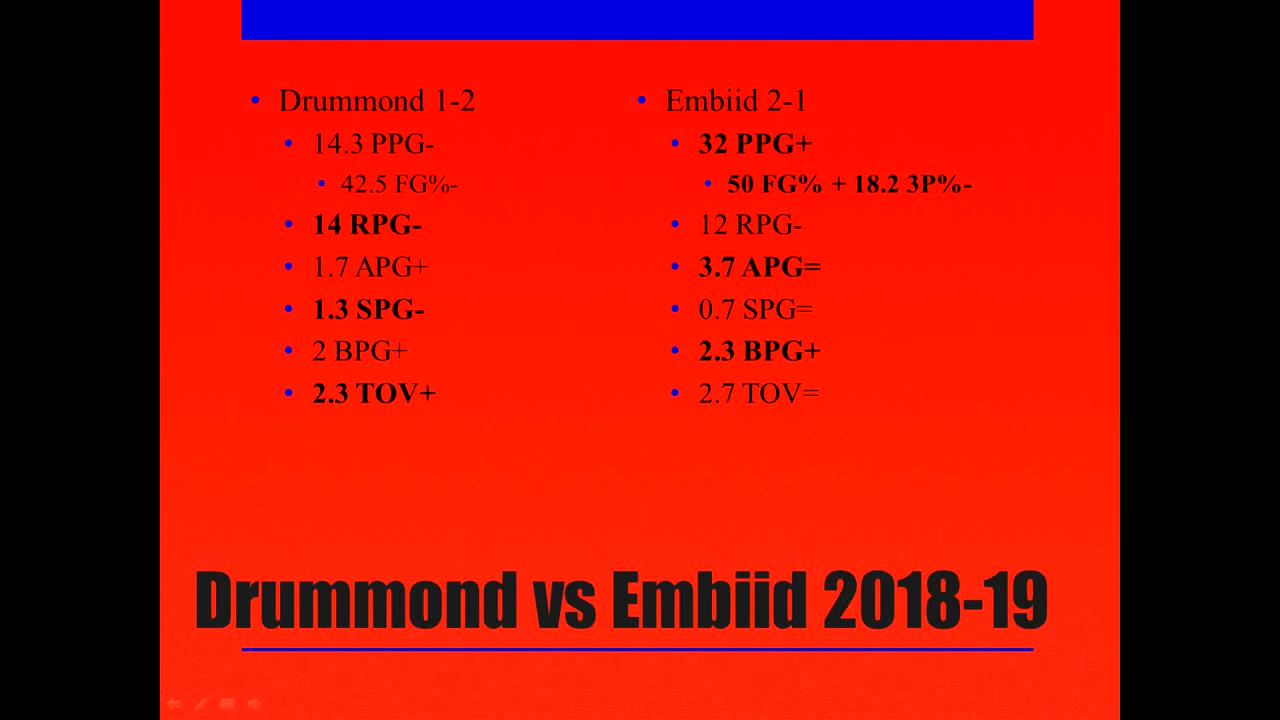 Drummond 1-2
14.3 PPG-
42.5 FG%-
14 RPG-
1.7 APG+
1.3 SPG-
2 BPG+
2.3 TOV+
Embiid 2-1
32 PPG+
50 FG% + 18.2 3P%-
12 RPG-
3.7 APG=
0.7 SPG=
2.3 BPG+
2.7 TOV=
Drummond vs Embiid 2018-19